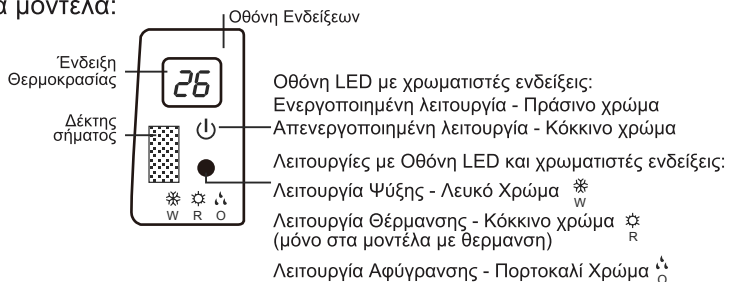 α μοντέλα:
Οθόνη Ενδείξεων
Ένδειξη
Θερμοκρασίας
26
Δέκτης
σήματος
W R O
Οθόνη LED με χρωματιστές ενδείξεις:
Ενεργοποιημένη λειτουργία - Πράσινο χρώμα
Απενεργοποιημένη λειτουργία - Κόκκινο χρώμα
Λειτουργίες με Οθόνη LED και χρωματιστές ενδείξεις:
Λειτουργία Ψύξης - Λευκό Χρώμα
W
Λειτουργία Θέρμανσης - Κόκκινο χρώμα
(μόνο στα μοντέλα με θερμανση)
R
Λειτουργία Αφύγρανσης - Πορτοκαλί Χρώμα
O